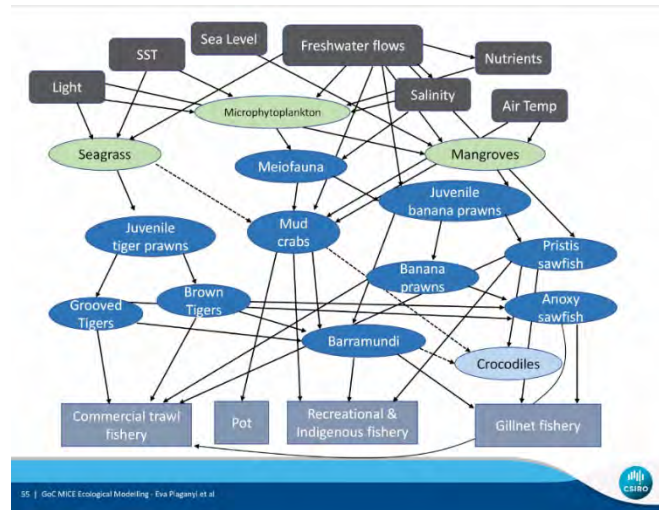 Sea Level
Freshwater flows
SST
Nutrients
Light
Salinity
Air Temp
Microphytoplankton
Seagrass
Meiofauna
Mangroves
Juvenile
banana prawns
Juvenile
tiger prawns
Mud
crabs
Pristis
sawfish
Banana
prawns
Grooved
Tigers
Brown
Tigers
Anoxy
sawfish
Barramundi
Crocodiles
Commercial trawl
fishery
Pot
Recreational &
Indigenous fishery
Gillnet fishery
55 | GoC MICE Ecological Modelling - Eva Plaganyi et al
CSIRO